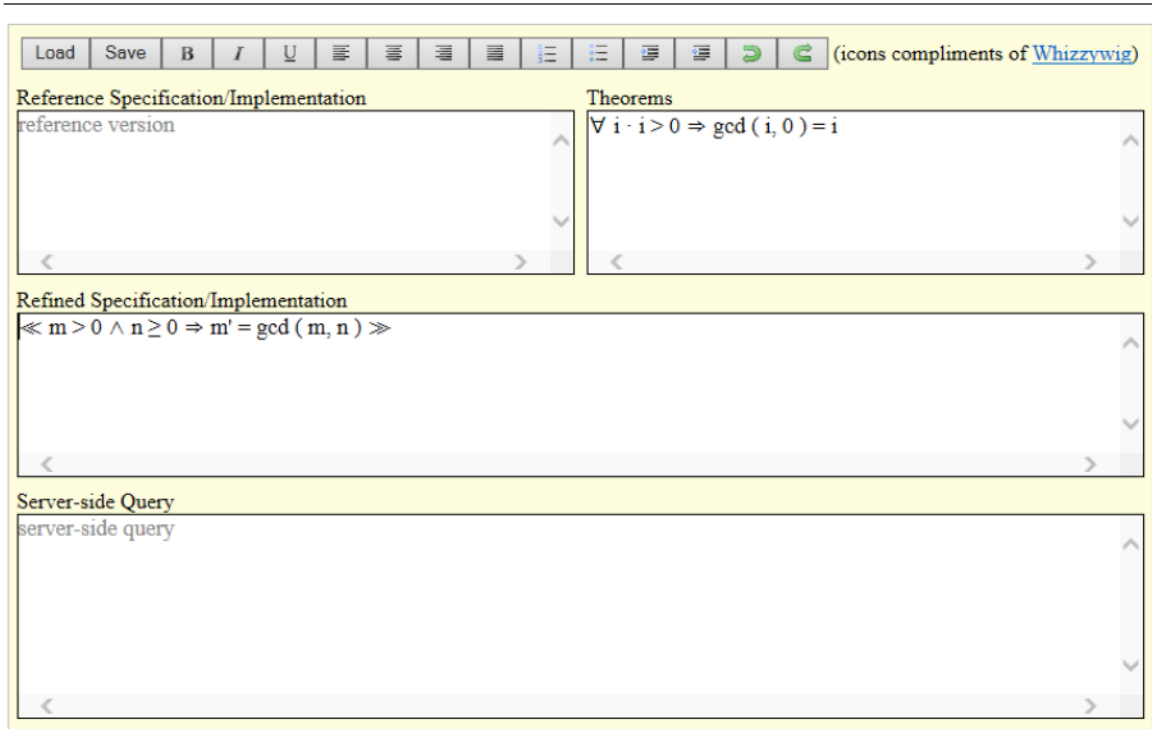 Load Save B I U (icons compliments of Whizzywig)
Reference Specification/Implementation
reference version
Theorems
∀ i · i > 0 ⇒ gcd ( i, 0 ) = i
Refined Specification/Implementation
≪ m > 0 ∧ n ≥ 0 ⇒ m' = gcd ( m, n ) ≫
Server-side Query
server-side query